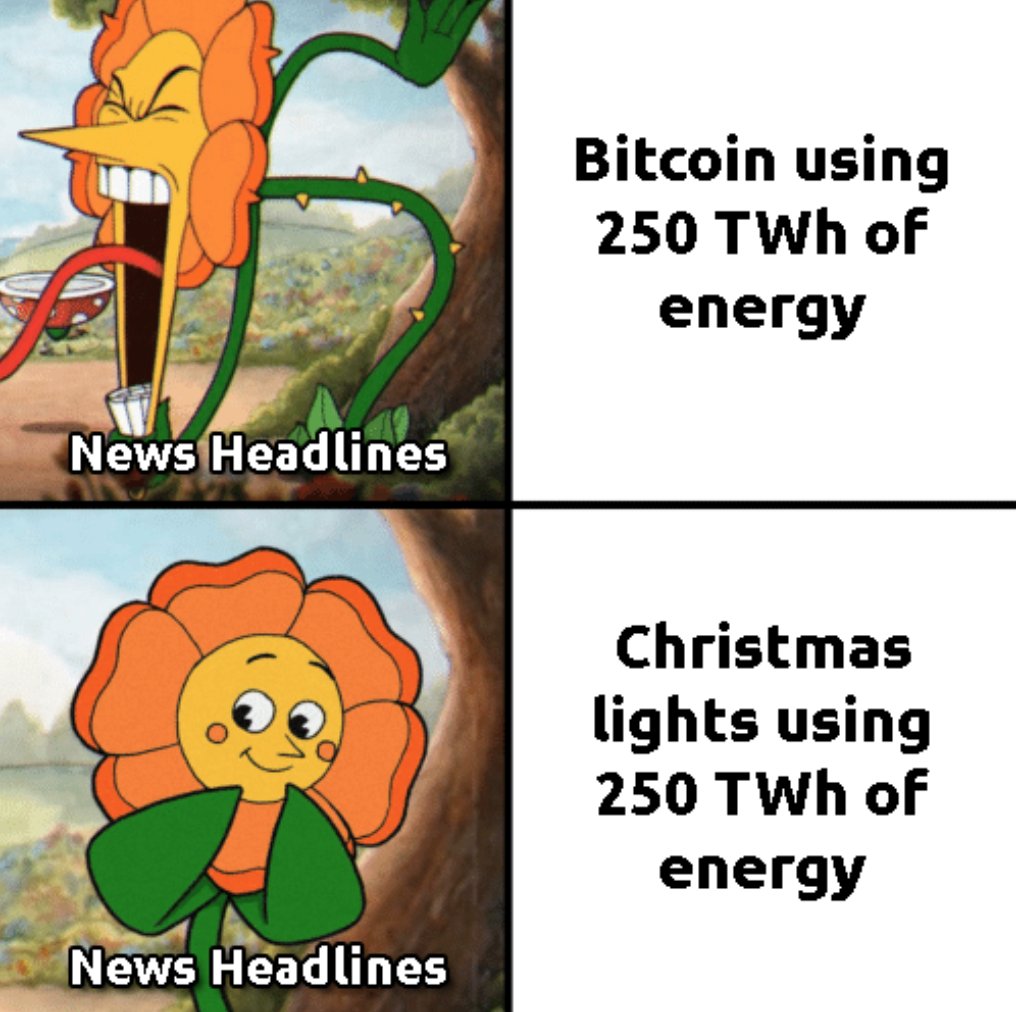 Bitcoin using
250 TWh of
energy
News Headlines
Christmas
lights using
250 TWh of
energy
News Headlines